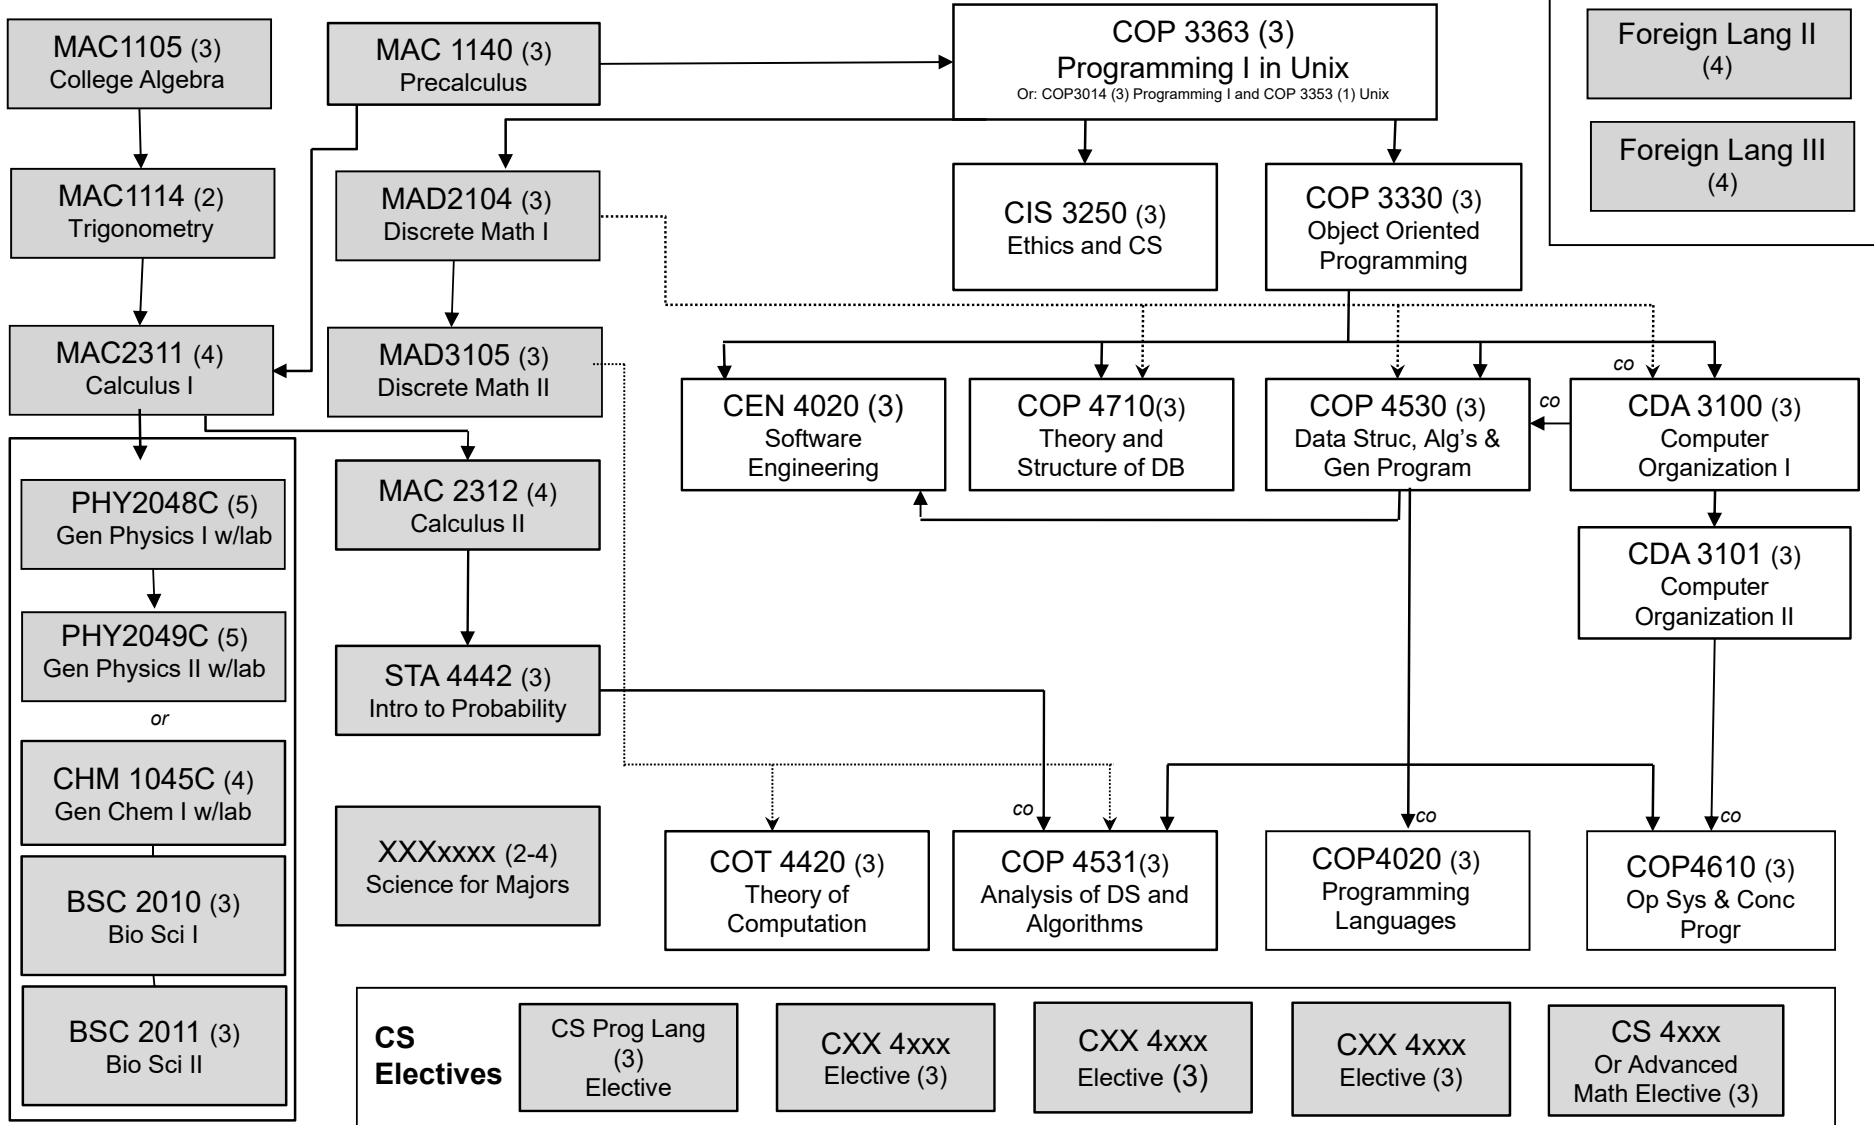 MAC1105 (3)
College Algebra
MAC 1140 (3)
Precalculus
COP 3363 (3)
Programming I in Unix
Or: COP3014 (3) Programming I and COP 3353 (1) Unix
Foreign Lang II
(4)
Foreign Lang III
(4)
MAC1114 (2)
Trigonometry
MAD2104 (3)
Discrete Math I
CIS 3250 (3)
Ethics and CS
COP 3330 (3)
Object Oriented
Programming
MAC2311 (4)
Calculus I
MAD3105 (3)
Discrete Math II
CEN 4020 (3)
Software
Engineering
COP 4710(3)
Theory and
Structure of DB
COP 4530 (3)
Data Struc, Alg’s &
Gen Program
co
co
CDA 3100 (3)
Computer
Organization I
PHY2048C (5)
Gen Physics I w/lab
MAC 2312 (4)
Calculus II
CDA 3101 (3)
Computer
Organization II
PHY2049C (5)
Gen Physics II w/lab
or
STA 4442 (3)
Intro to Probability
CHM 1045C (4)
Gen Chem I w/lab
XXXxxxx (2-4)
Science for Majors
COT 4420 (3)
Theory of
Computation
co
COP 4531(3)
Analysis of DS and
Algorithms
co
COP4020 (3)
Programming
Languages
co
COP4610 (3)
Op Sys & Conc
Progr
BSC 2010 (3)
Bio Sci I
BSC 2011 (3)
Bio Sci II
CS
Electives
CS Prog Lang
(3)
Elective
CXX 4xxx
Elective (3)
CXX 4xxx
Elective (3)
CXX 4xxx
Elective (3)
CS 4xxx
Or Advanced
Math Elective (3)